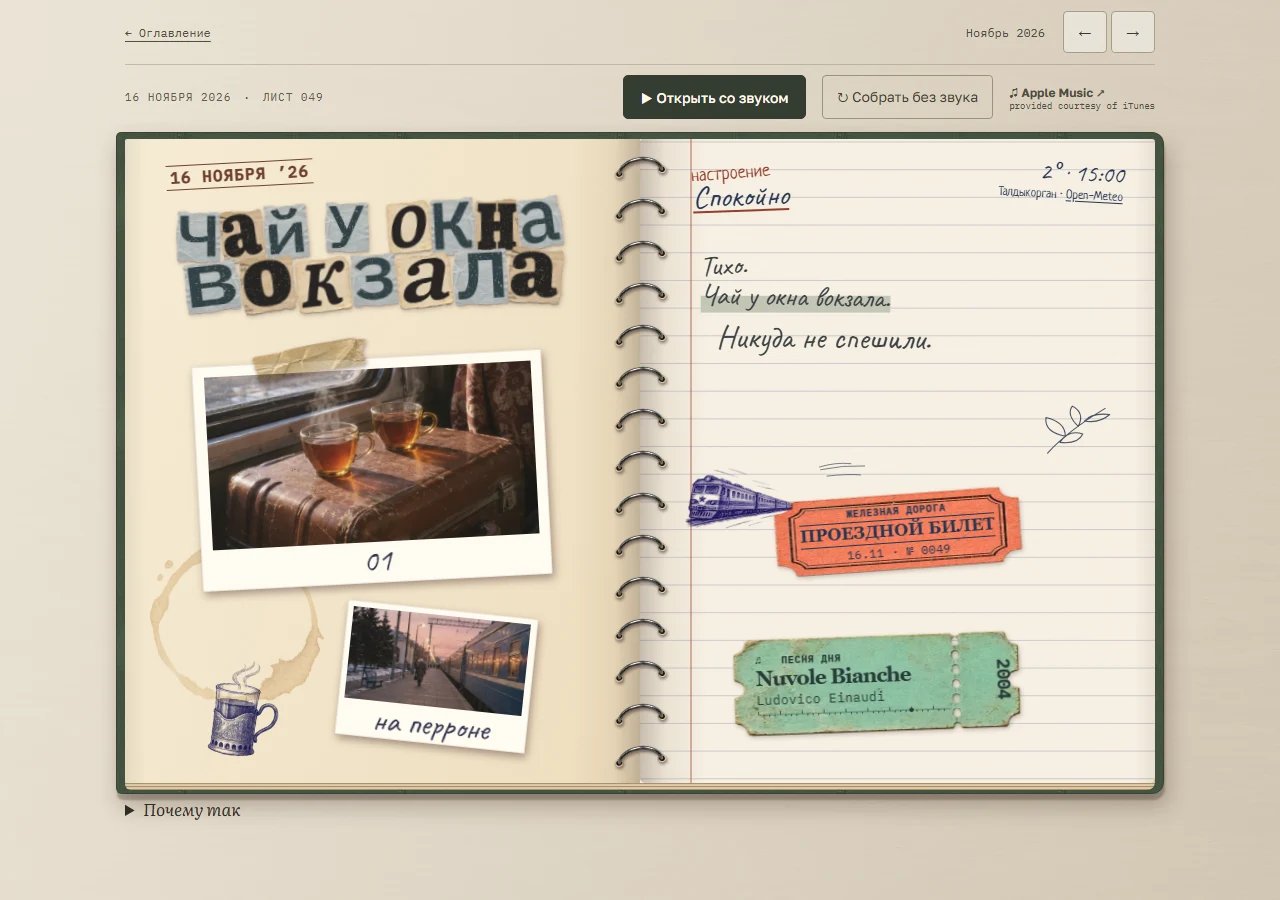 ← Оглавление
Ноябрь 2026
← →
16 НОЯБРЯ 2026 · ЛИСТ 049
▶ Открыть со звуком
↻ Собрать без звука
♫ Apple Music ↗
provided courtesy of iTunes
16 НОЯБРЯ ’26
Чай у окна
вокзала
01
на перроне
настроение
Спокойно
2°· 15:00
Талдыкорган · Open-Meteo
Тихо.
Чай у окна вокзала.
Никуда не спешили.
ЖЕЛЕЗНАЯ ДОРОГА
ПРОЕЗДНОЙ БИЛЕТ
16.11 · № 0049
♫ ПЕСНЯ ДНЯ
Nuvole Bianche
Ludovico Einaudi
2004
▶ Почему так